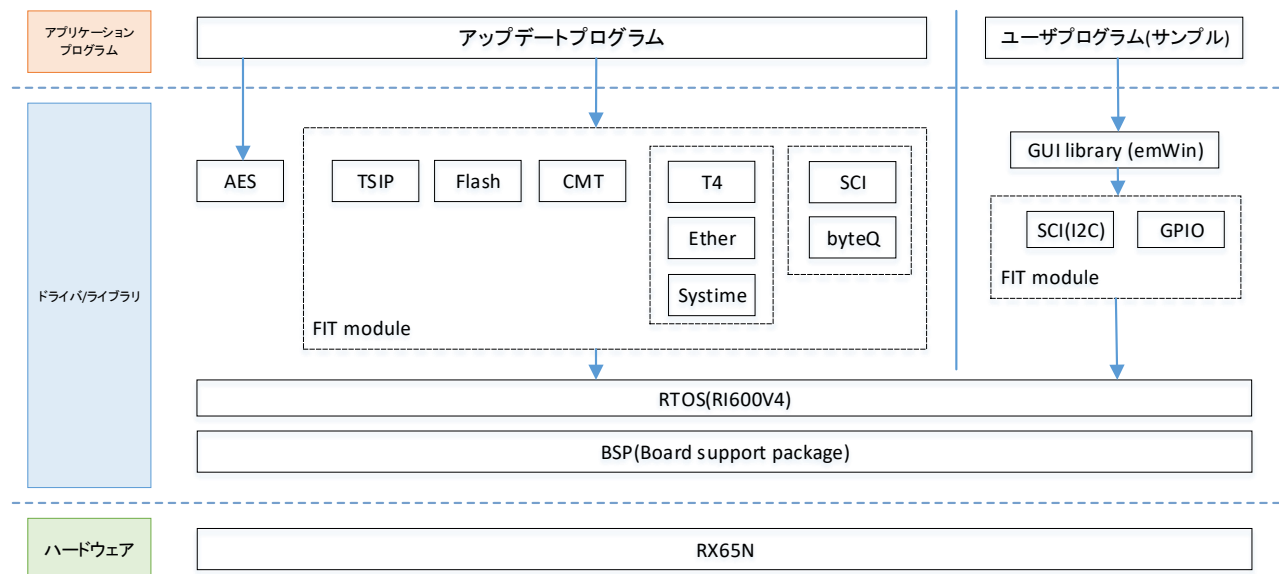 アプリケーション
プログラム
アップデートプログラム
ユーザプログラム(サンプル)
ドライバ/ライブラリ
AES
TSIP
Flash
CMT
T4
Ether
Systime
SCI
byteQ
FIT module
GUI library (emWin)
SCI(I2C)
GPIO
FIT module
RTOS(RI600V4)
BSP(Board support package)
ハードウェア
RX65N